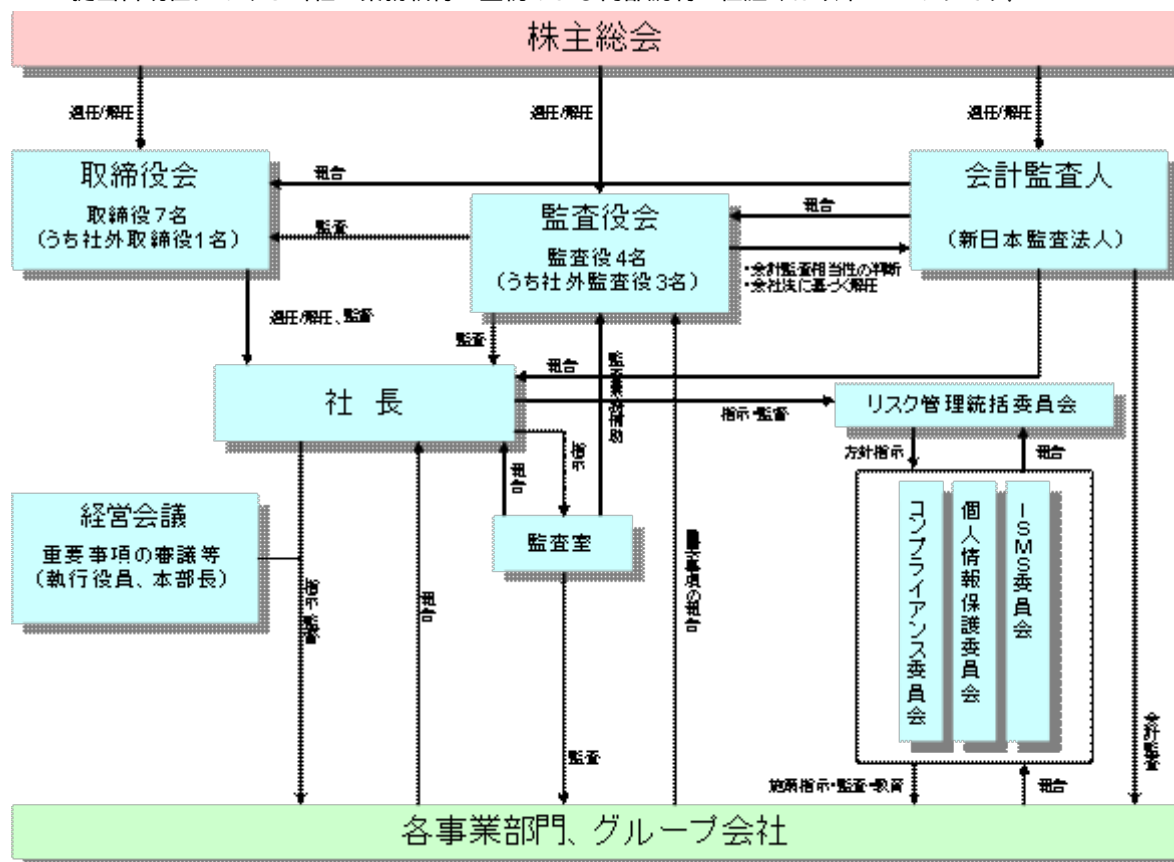 株主総会
選任/解任
選任/解任
選任/解任
取締役会
取締役7名
(うち社外取締役1名)
報告
会計監査人
(新日本監査法人)
監査役会
監査役4名
(うち社外監査役3名)
監査
報告
・会計監査相当性の判断
・会社法に基づく解任
選任/解任、監督
監査
報告
社長
指示・監督
リスク管理統括委員会
方針指示
報告
指示
報告
監査業務補助
経営会議
重要事項の審議等
(執行役員、本部長)
監査室
コンプライアンス委員会
個人情報保護委員会
ISMS委員会
報告
重要事項の報告
監査
会計監査
施策指示・監査・教育
報告
各事業部門、グループ会社